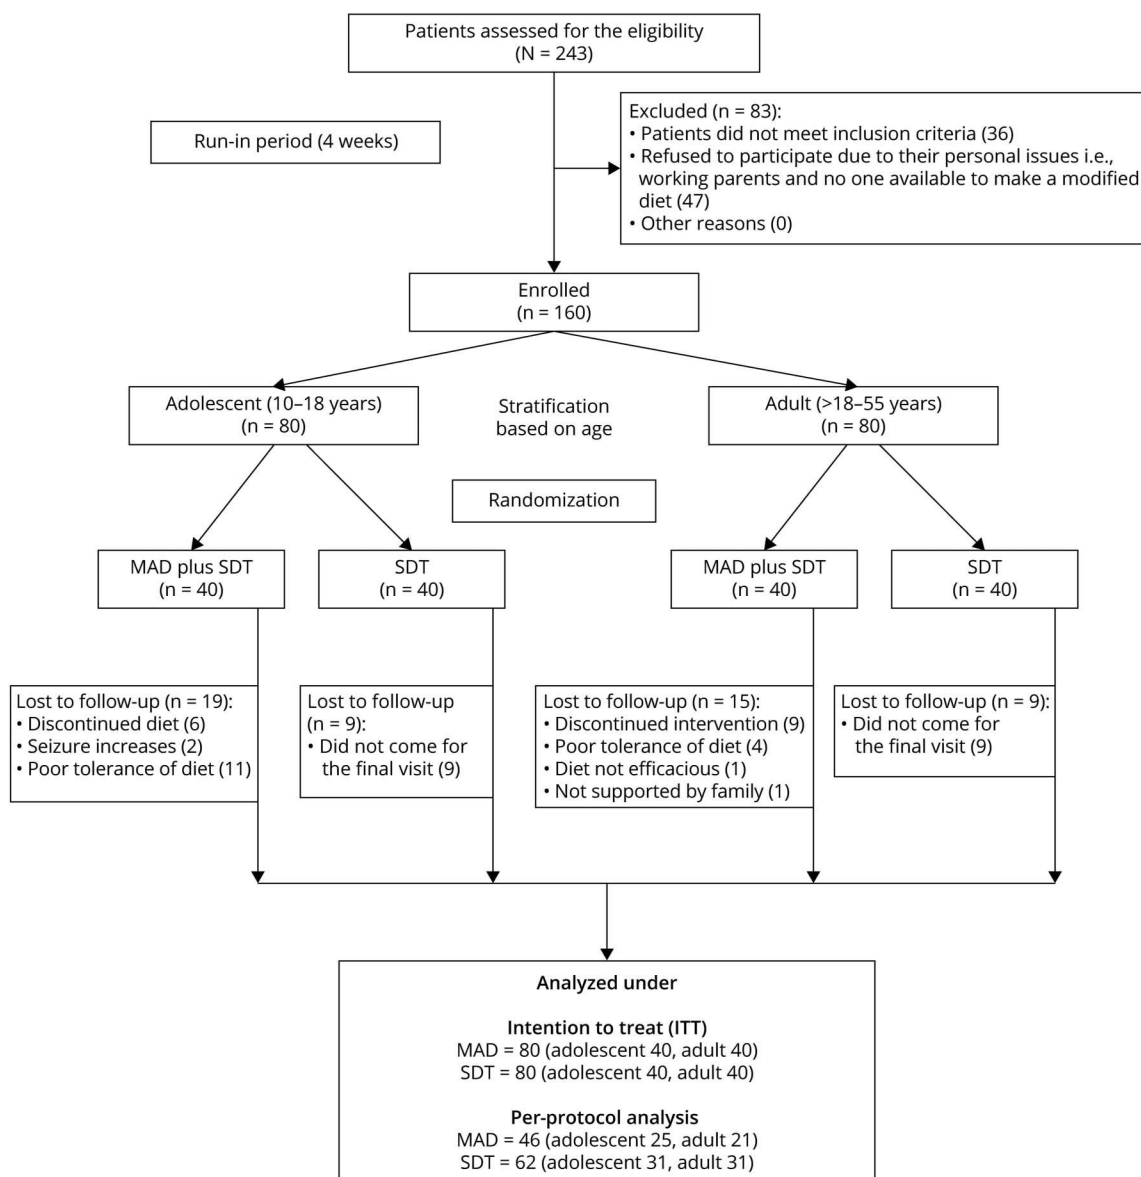 Patients assessed for the eligibility
(N = 243)
Run-in period (4 weeks)
Excluded (n = 83):
• Patients did not meet inclusion criteria (36)
• Refused to participate due to their personal issues i.e.,
working parents and no one available to make a modified
diet (47)
• Other reasons (0)
Enrolled
(n = 160)
Adolescent (10–18 years)
(n = 80)
Stratification
based on age
Adult (>18–55 years)
(n = 80)
Randomization
MAD plus SDT
(n = 40)
SDT
(n = 40)
MAD plus SDT
(n = 40)
SDT
(n = 40)
Lost to follow-up (n = 19):
• Discontinued diet (6)
• Seizure increases (2)
• Poor tolerance of diet (11)
Lost to follow-up
(n = 9):
• Did not come for
the final visit (9)
Lost to follow-up (n = 15):
• Discontinued intervention (9)
• Poor tolerance of diet (4)
• Diet not efficacious (1)
• Not supported by family (1)
Lost to follow-up (n = 9):
• Did not come for
the final visit (9)
Analyzed under
Intention to treat (ITT)
MAD = 80 (adolescent 40, adult 40)
SDT = 80 (adolescent 40, adult 40)
Per-protocol analysis
MAD = 46 (adolescent 25, adult 21)
SDT = 62 (adolescent 31, adult 31)